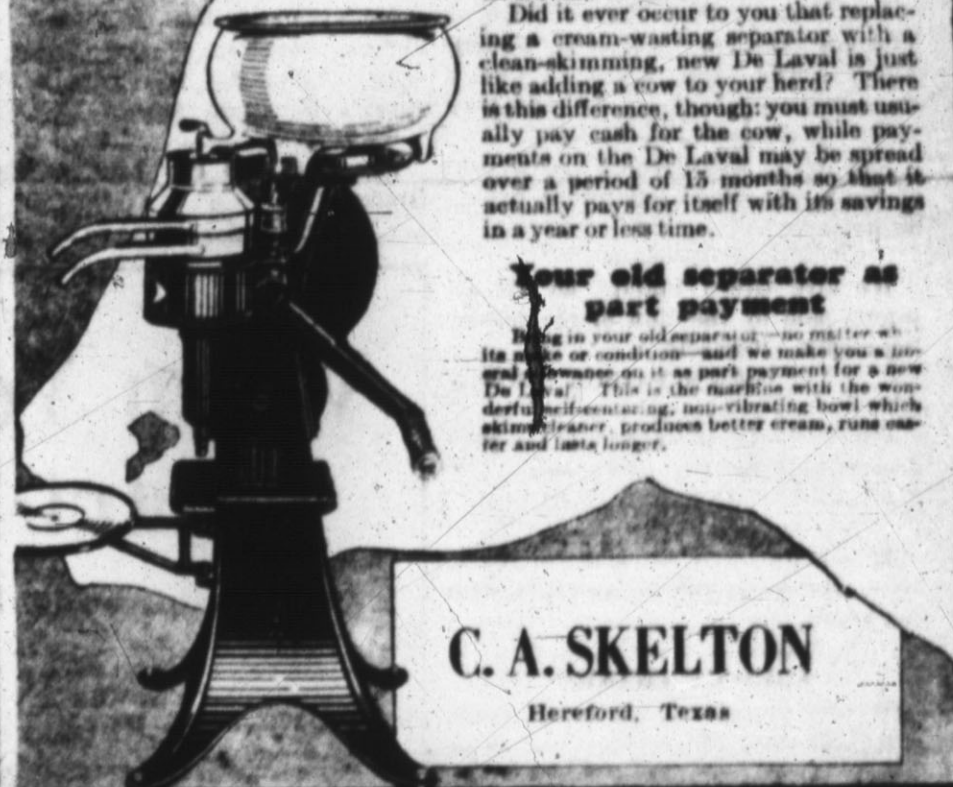 Did it ever occur to you that replac-
ing a cream-wasting separator with a
clean-skimming, new De Laval is just
like adding a cow to your herd? There
is this difference, though: you must usu-
ally pay cash for the cow, while pay-
ments on the De Laval may be spread
over a period of 15 months so that it
actually pays for itself with its savings
in a year or less time.
Your old separator as
part payment
Bring in your old separator—no matter
its make or condition—and we make you a
allowance on it as part payment for a new
De Laval. This is the machine with the won-
derful self-centering, non-vibrating bowl which
skims cleaner, produces better cream, runs eas-
ier and lasts longer.
C. A. SKELTON
Hereford, Texas